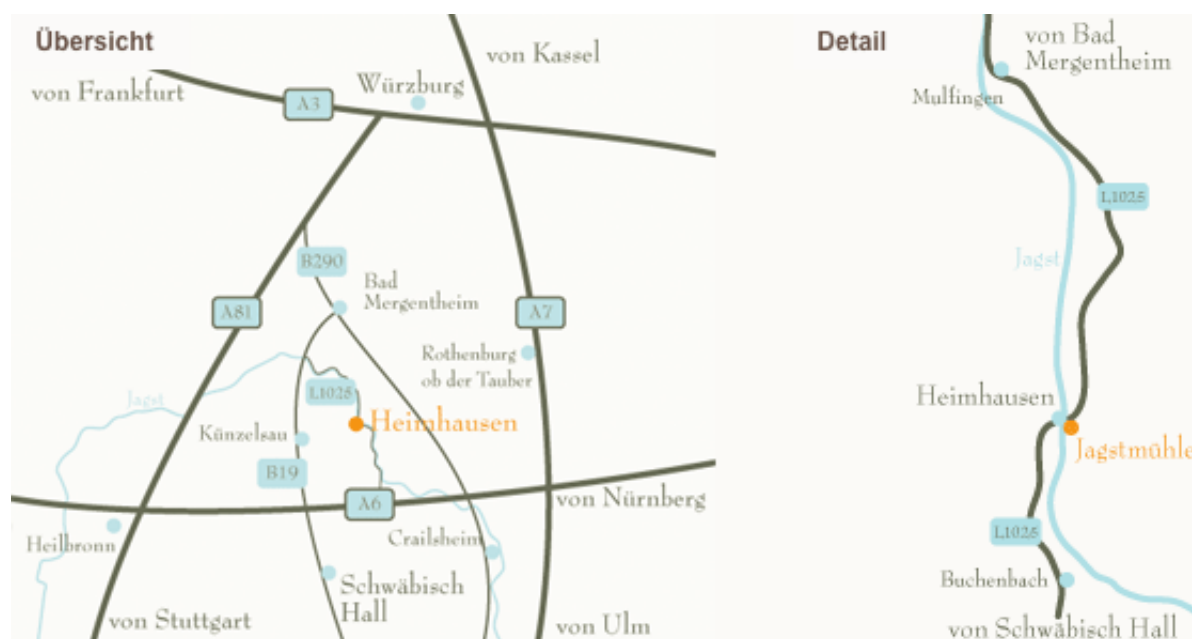 Übersicht
von Kassel
von Frankfurt
A3
Würzburg
B290
Bad
Mergentheim
A81
A7
Rothenburg
ob der Tauber
Jagst
L1025
Heimhausen
Künzelsau
B19
A6
von Nürnberg
Heilbronn
Crailsheim
Schwäbisch
Hall
von Stuttgart
von Ulm
Detail
von Bad
Mergentheim
Mulfingen
L1025
Jagst
Heimhausen
Jagstmühle
L1025
Buchenbach
von Schwäbisch Hall